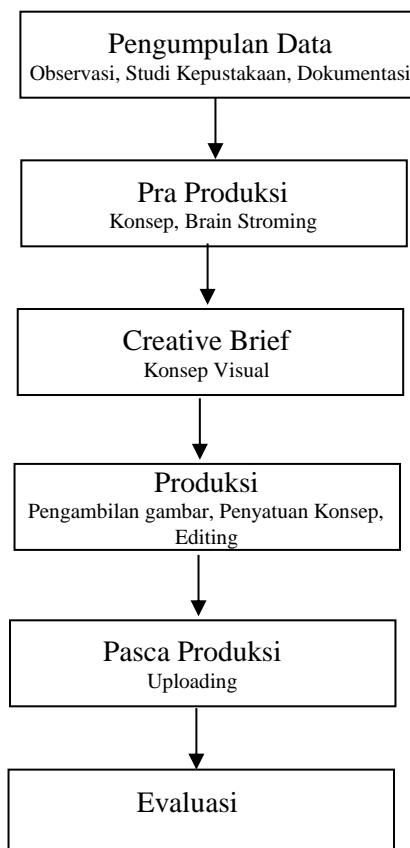 Pengumpulan Data
Observasi, Studi Kepustakaan, Dokumentasi
Pra Produksi
Konsep, Brain Stroming
Creative Brief
Konsep Visual
Produksi
Pengambilan gambar, Penyatuan Konsep,
Editing
Pasca Produksi
Uploading
Evaluasi